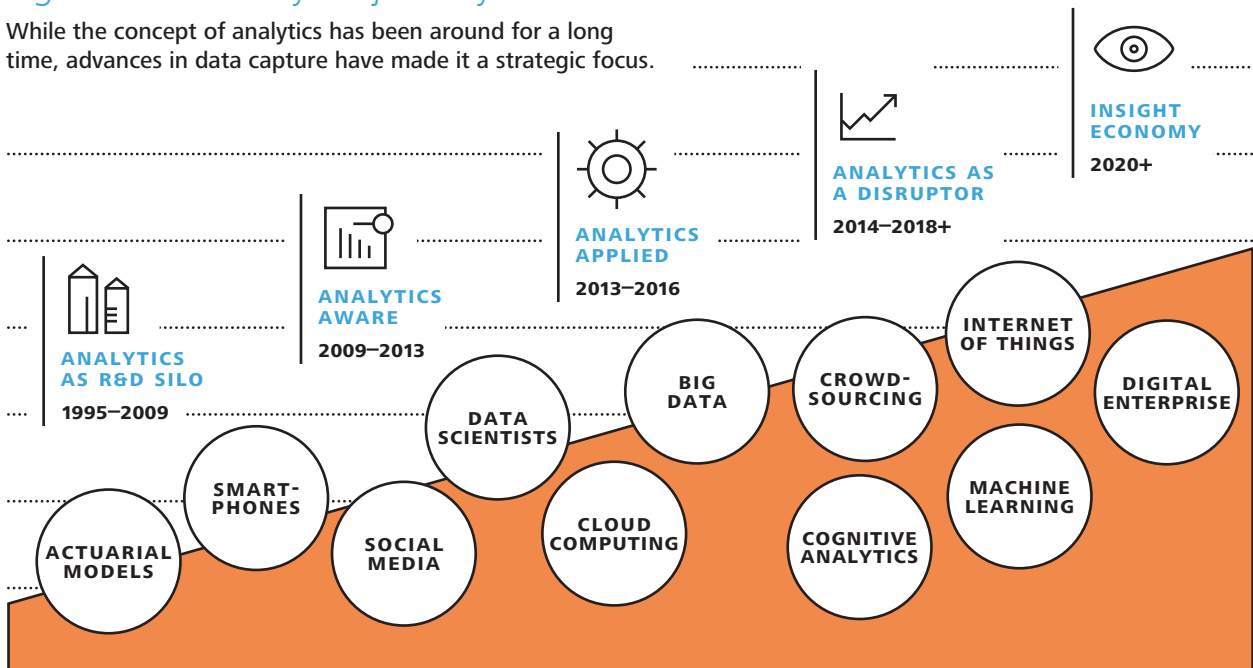 While the concept of analytics has been around for a long
time, advances in data capture have made it a strategic focus.
INSIGHT
ECONOMY
2020+
ANALYTICS AS
A DISRUPTOR
2014–2018+
ANALYTICS
APPLIED
2013–2016
ANALYTICS
AWARE
2009–2013
ANALYTICS
AS R&D SILO
1995–2009
ACTUARIAL
MODELS
SMART-
PHONES
SOCIAL
MEDIA
DATA
SCIENTISTS
CLOUD
COMPUTING
BIG
DATA
CROWD-
SOURCING
COGNITIVE
ANALYTICS
INTERNET
OF THINGS
MACHINE
LEARNING
DIGITAL
ENTERPRISE